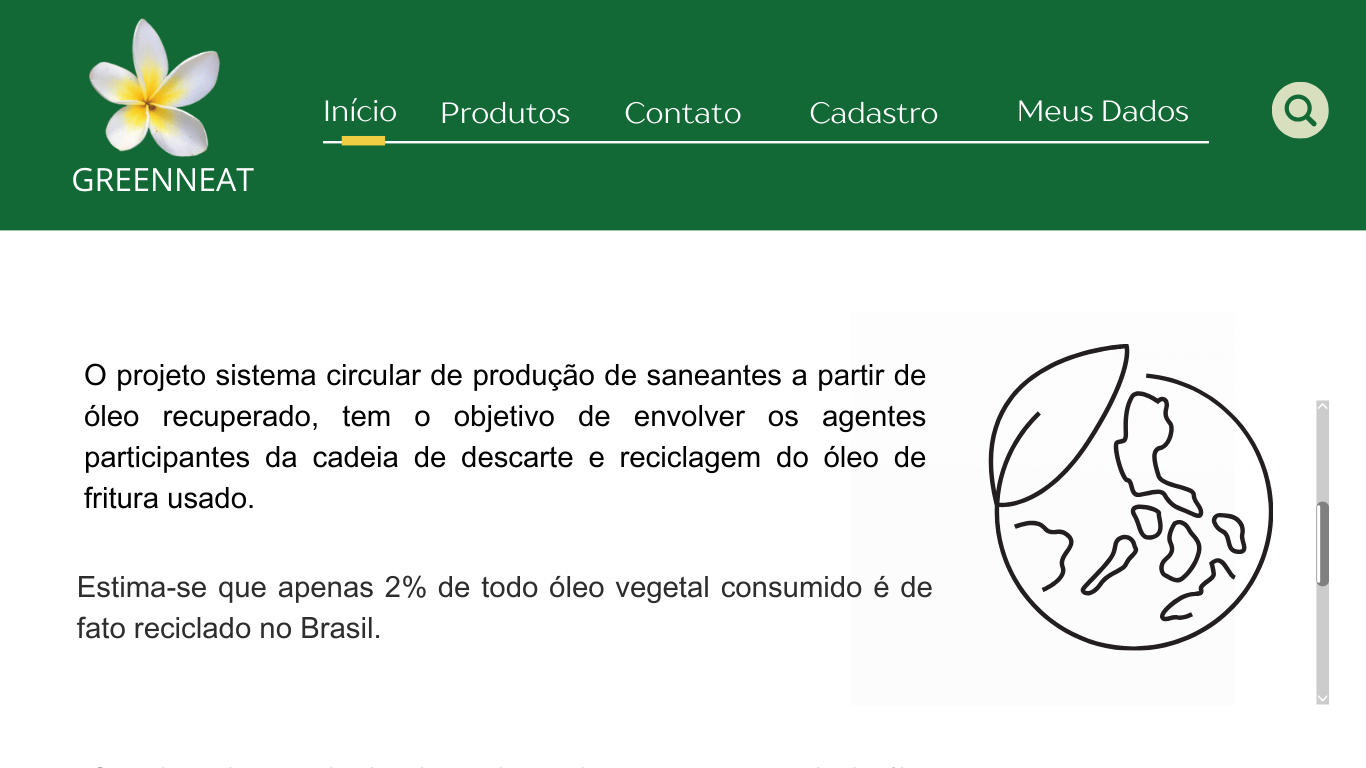 GREENNEAT
Início Produtos Contato Cadastro Meus Dados
O projeto sistema circular de produção de saneantes a partir de
óleo recuperado, tem o objetivo de envolver os agentes
participantes da cadeia de descarte e reciclagem do óleo de
fritura usado.
Estima-se que apenas 2% de todo óleo vegetal consumido é de
fato reciclado no Brasil.